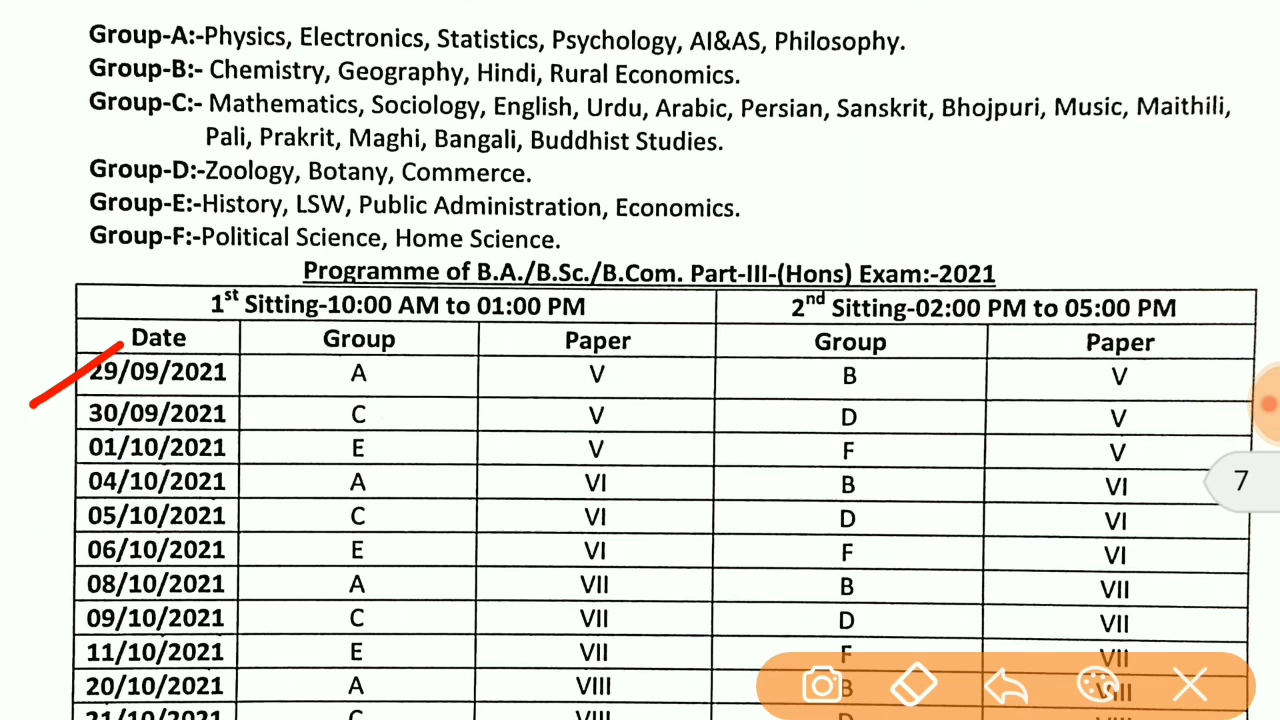 Group-A:-Physics, Electronics, Statistics, Psychology, AI&AS, Philosophy.
Group-B:- Chemistry, Geography, Hindi, Rural Economics.
Group-C:- Mathematics, Sociology, English, Urdu, Arabic, Persian, Sanskrit, Bhojpuri, Music, Maithili,
Pali, Prakrit, Maghi, Bangali, Buddhist Studies.
Group-D:-Zoology, Botany, Commerce.
Group-E:-History, LSW, Public Administration, Economics.
Group-F:-Political Science, Home Science.
Programme of B.A./B.Sc./B.Com. Part-III-(Hons) Exam:-2021
1st Sitting-10:00 AM to 01:00 PM 2nd Sitting-02:00 PM to 05:00 PM
Date Group Paper Group Paper
29/09/2021 A V B V
30/09/2021 C V D V
01/10/2021 E V F V
04/10/2021 A VI B VI
7
05/10/2021 C VI D VI
06/10/2021 E VI F VI
08/10/2021 A VII B VII
09/10/2021 C VII D VII
11/10/2021 E VII F VII
20/10/2021 A VIII B VIII
21/10/2021 C VIII D VIII